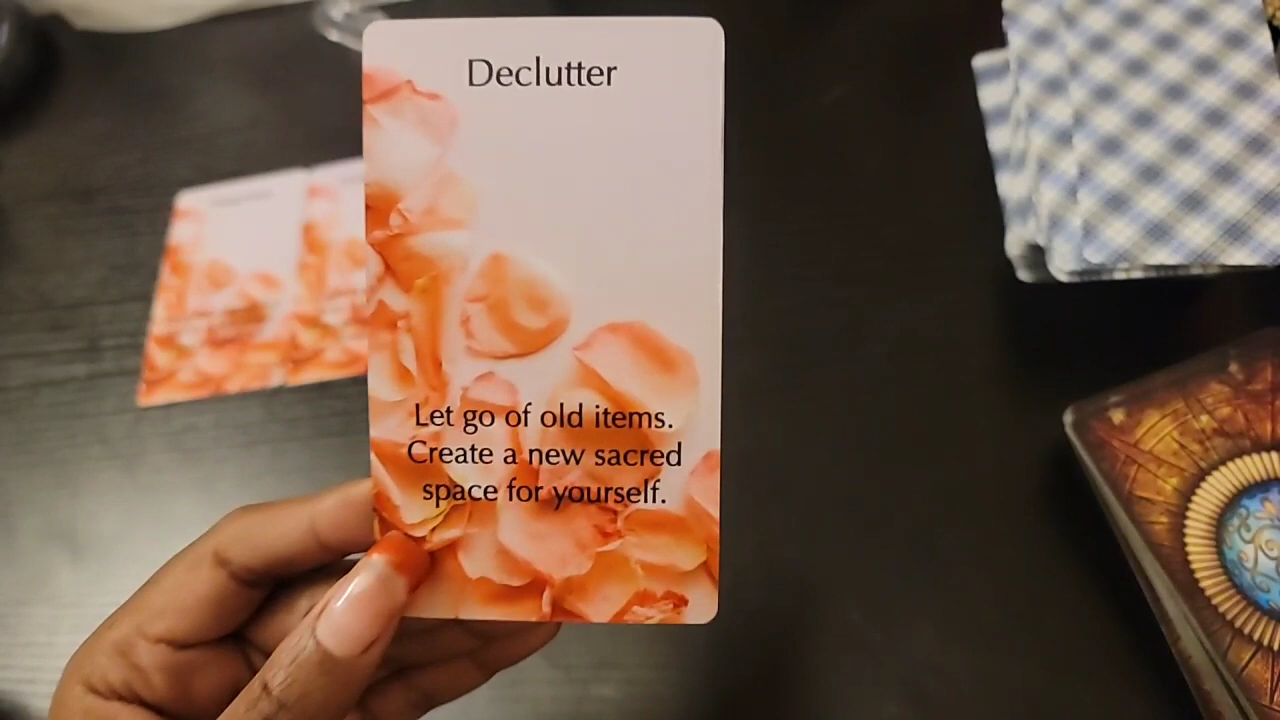 Declutter
Let go of old items.
Create a new sacred
space for yourself.